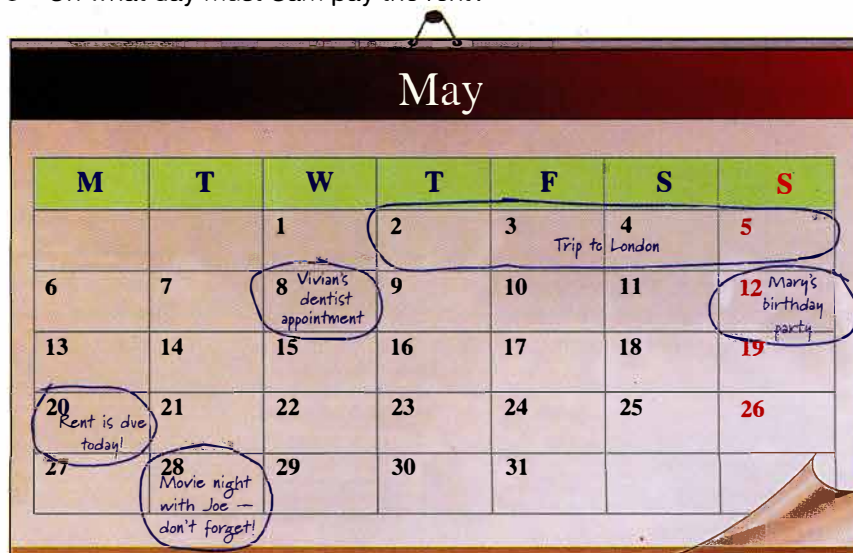 On what day must Sam pay the rent?
May
M T W T F S S
1 2 3 4 5
Trip to London
6 7 8 9 10 11 12
Vivian's
dentist
appointment
Mary's
birthday
party
13 14 15 16 17 18 19
20 21 22 23 24 25 26
Rent is due
today!
27 28 29 30 31
Movie night
with Joe —
don't forget!